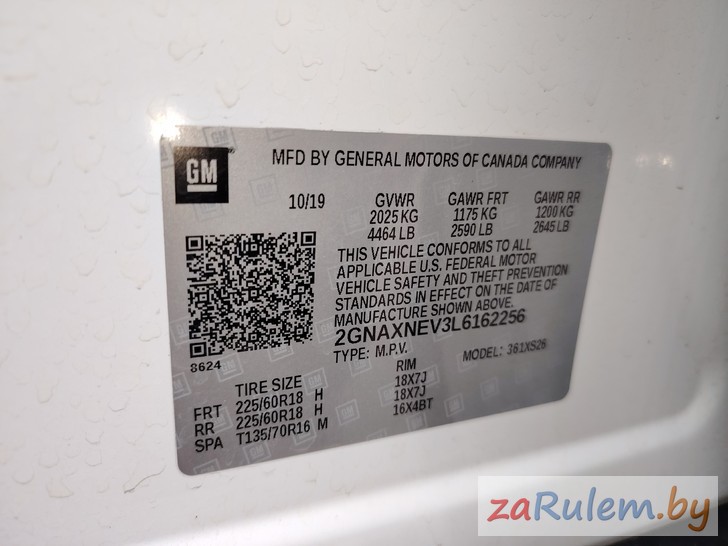 GM
MFD BY GENERAL MOTORS OF CANADA COMPANY
10/19 GVWR GAWR FRT GAWR RR
2025 KG 1175 KG 1200 KG
4464 LB 2590 LB 2645 LB
THIS VEHICLE CONFORMS TO ALL
APPLICABLE U.S. FEDERAL MOTOR
VEHICLE SAFETY AND THEFT PREVENTION
STANDARDS IN EFFECT ON THE DATE OF
MANUFACTURE SHOWN ABOVE.
2GNAXNEV3L6162256
8624
TYPE: M.P.V. MODEL: 361XS26
TIRE SIZE RIM
FRT 225/60R18 H 18X7J
RR 225/60R18 H 18X7J
SPA T135/70R16 M 16X4BT
zaRulem.by